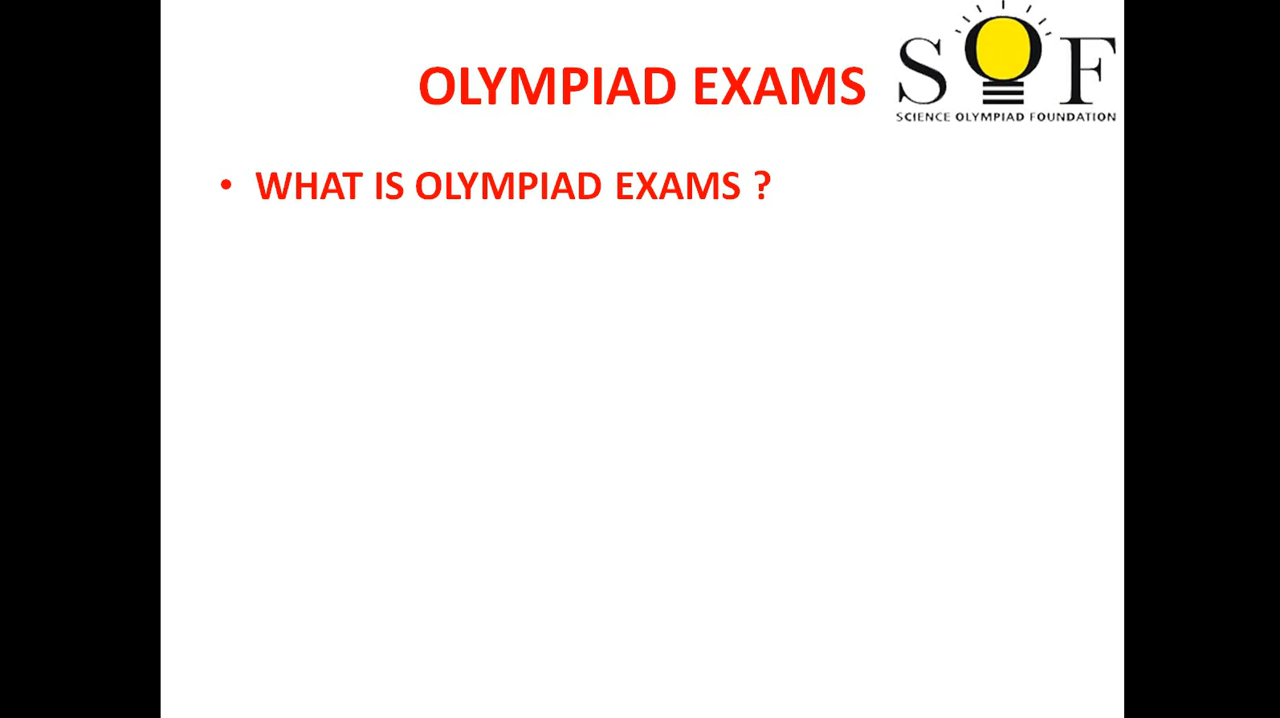 OLYMPIAD EXAMS
SOF
SCIENCE OLYMPIAD FOUNDATION
• WHAT IS OLYMPIAD EXAMS ?